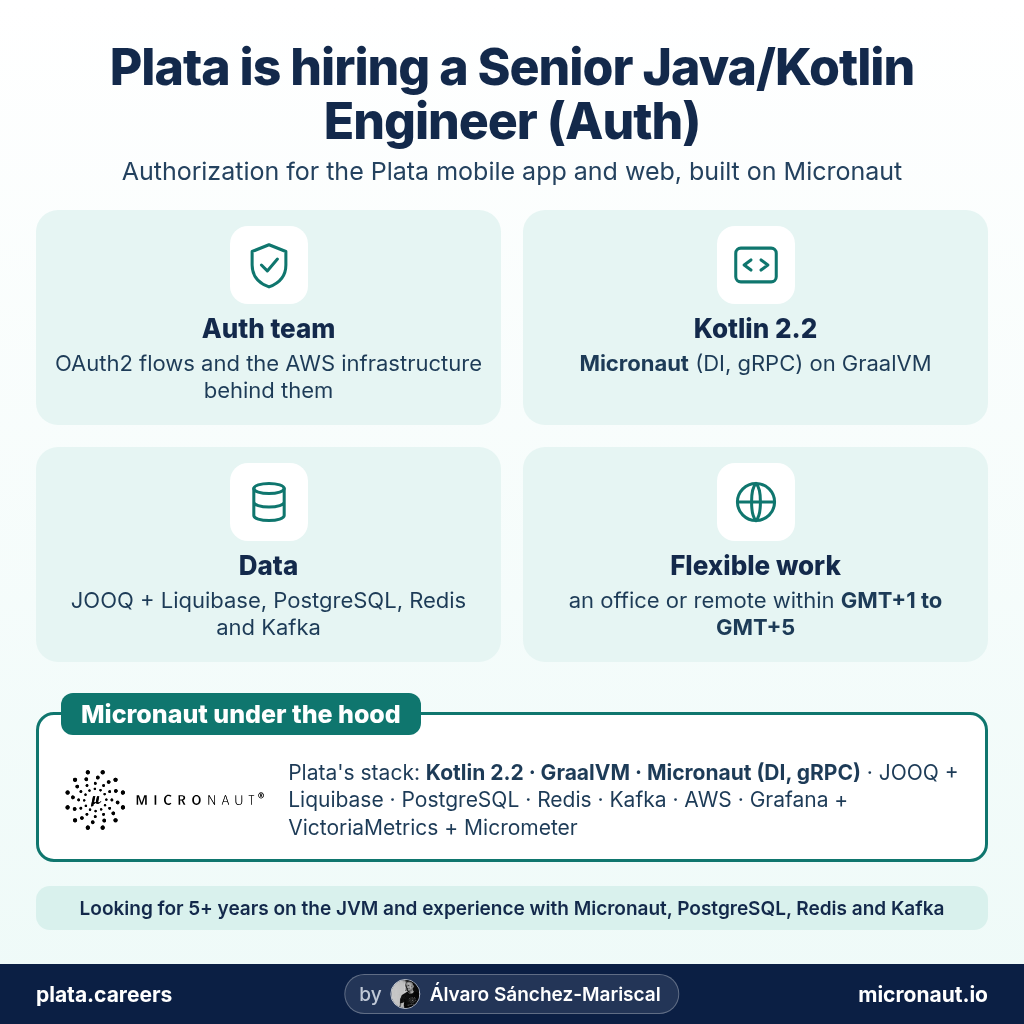 Plata is hiring a Senior Java/Kotlin
Engineer (Auth)
Authorization for the Plata mobile app and web, built on Micronaut
Auth team
OAuth2 flows and the AWS infrastructure
behind them
Kotlin 2.2
Micronaut (DI, gRPC) on GraalVM
Data
JOOQ + Liquibase, PostgreSQL, Redis
and Kafka
Flexible work
an office or remote within GMT+1 to
GMT+5
Micronaut under the hood
μ MICRONAUT®
Plata's stack: Kotlin 2.2 · GraalVM · Micronaut (DI, gRPC) · JOOQ +
Liquibase · PostgreSQL · Redis · Kafka · AWS · Grafana +
VictoriaMetrics + Micrometer
Looking for 5+ years on the JVM and experience with Micronaut, PostgreSQL, Redis and Kafka
plata.careers
by Álvaro Sánchez-Mariscal
micronaut.io